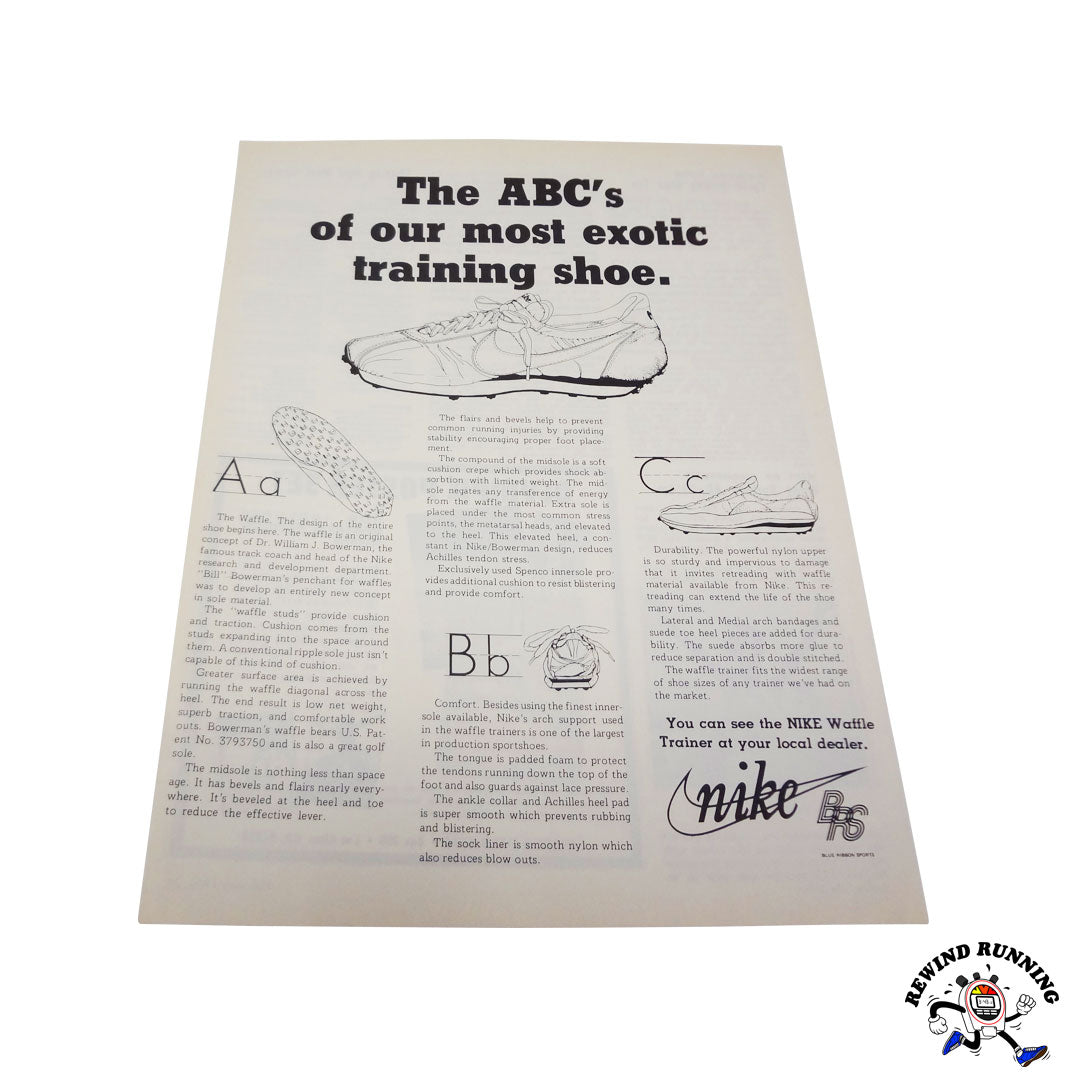 The ABC's
of our most exotic
training shoe.
Aa
The Waffle. The design of the entire
shoe begins here. The waffle is an original
concept of Dr. William J. Bowerman, the
famous track coach and head of the Nike
research and development department.
"Bill" Bowerman's penchant for waffles
was to develop an entirely new concept
in sole material.
The "waffle studs" provide cushion
and traction. Cushion comes from the
studs expanding into the space around
them. A conventional ripple sole just isn't
capable of this kind of cushion.
Greater surface area is achieved by
running the waffle diagonal across the
heel. The end result is low net weight,
superb traction, and comfortable work
outs. Bowerman's waffle bears U.S. Pat-
ent No. 3793750 and is also a great golf
sole.
The midsole is nothing less than space
age. It has bevels and flairs nearly every-
where. It's beveled at the heel and toe
to reduce the effective lever.
The flairs and bevels help to prevent
common running injuries by providing
stability encouraging proper foot place-
ment.
The compound of the midsole is a soft
cushion crepe which provides shock ab-
sorbtion with limited weight. The mid-
sole negates any transference of energy
from the waffle material. Extra sole is
placed under the most common stress
points, the metatarsal heads, and elevated
to the heel. This elevated heel, a con-
stant in Nike/Bowerman design, reduces
Achilles tendon stress.
Exclusively used Spenco innersole pro-
vides additional cushion to resist blistering
and provide comfort.
Bb
Comfort. Besides using the finest inner-
sole available, Nike's arch support used
in the waffle trainers is one of the largest
in production sportshoes.
The tongue is padded foam to protect
the tendons running down the top of the
foot and also guards against lace pressure.
The ankle collar and Achilles heel pad
is super smooth which prevents rubbing
and blistering.
The sock liner is smooth nylon which
also reduces blow outs.
Cc
Durability. The powerful nylon upper
is so sturdy and impervious to damage
that it invites retreading with waffle
material available from Nike. This re-
treading can extend the life of the shoe
many times.
Lateral and Medial arch bandages and
suede toe heel pieces are added for dura-
bility. The suede absorbs more glue to
reduce separation and is double stitched.
The waffle trainer fits the widest range
of shoe sizes of any trainer we've had on
the market.
You can see the NIKE Waffle
Trainer at your local dealer.
nike
BRS
BLUE RIBBON SPORTS
REWIND RUNNING